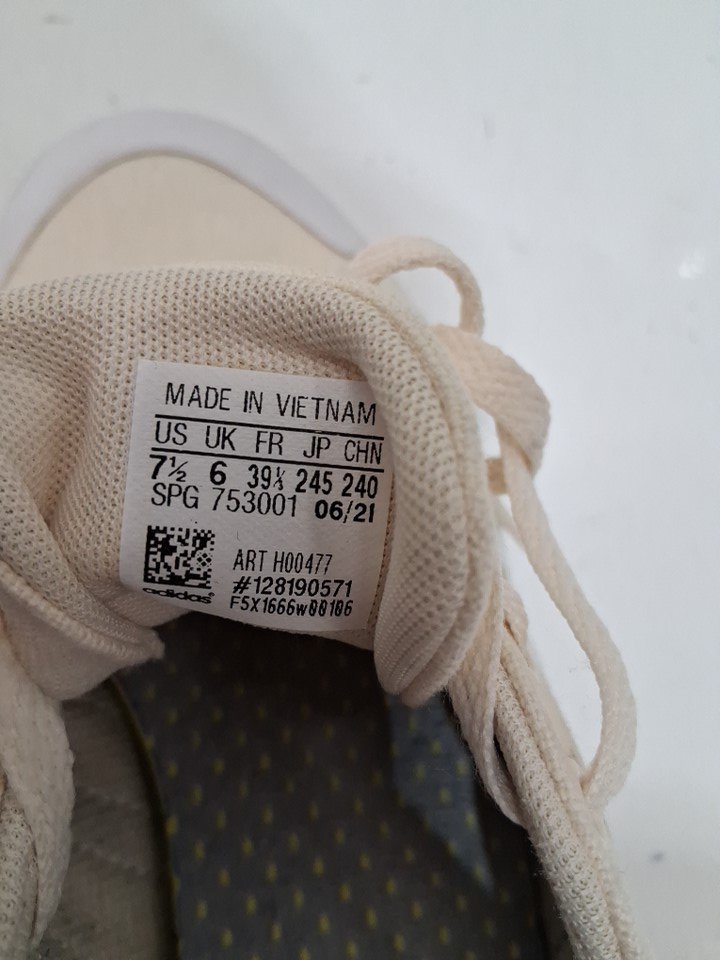 MADE IN VIETNAM
US UK FR JP CHN
7½ 6 39⅓ 245 240
SPG 753001 06/21
ART H00477
#128190571
adidas